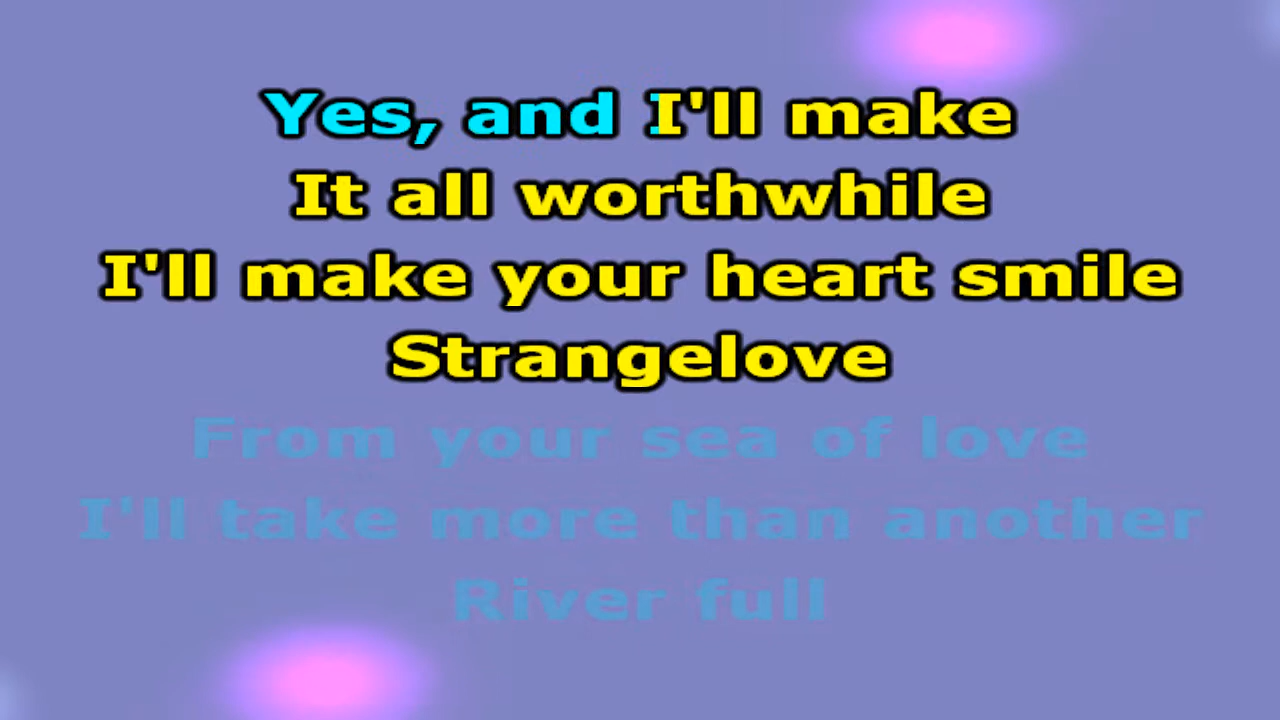 Yes, and I'll make
It all worthwhile
I'll make your heart smile
Strangelove
From your sea of love
I'll take more than another
River full